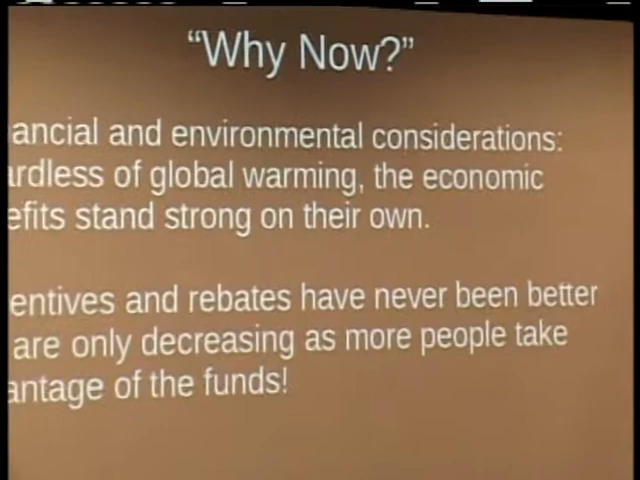 “Why Now?”
ancial and environmental considerations:
ardless of global warming, the economic
efits stand strong on their own.
entives and rebates have never been better
are only decreasing as more people take
antage of the funds!